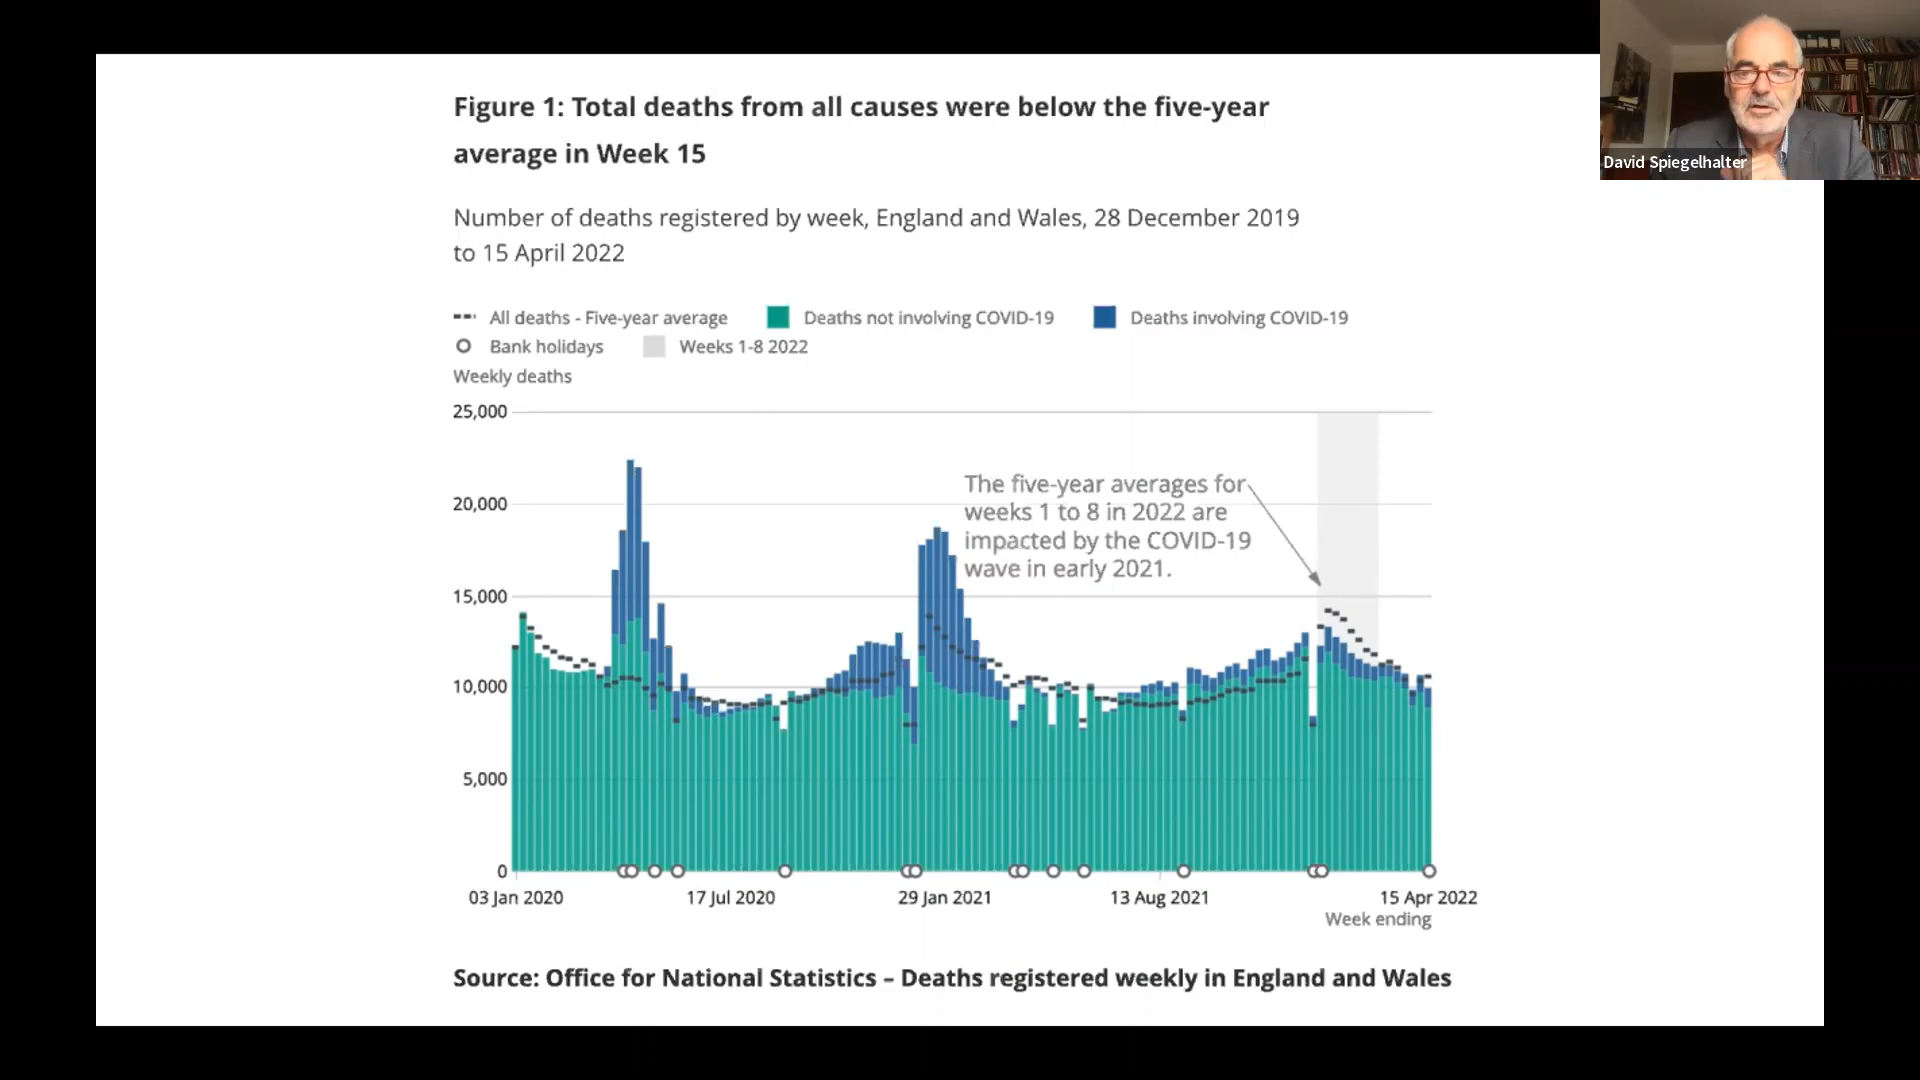 David Spiegelhalter
Figure 1: Total deaths from all causes were below the five-year
average in Week 15
Number of deaths registered by week, England and Wales, 28 December 2019
to 15 April 2022
All deaths - Five-year average
Deaths not involving COVID-19
Deaths involving COVID-19
Bank holidays
Weeks 1-8 2022
Weekly deaths
25,000
20,000
15,000
10,000
5,000
0
The five-year averages for
weeks 1 to 8 in 2022 are
impacted by the COVID-19
wave in early 2021.
03 Jan 2020
17 Jul 2020
29 Jan 2021
13 Aug 2021
15 Apr 2022
Week ending
Source: Office for National Statistics – Deaths registered weekly in England and Wales